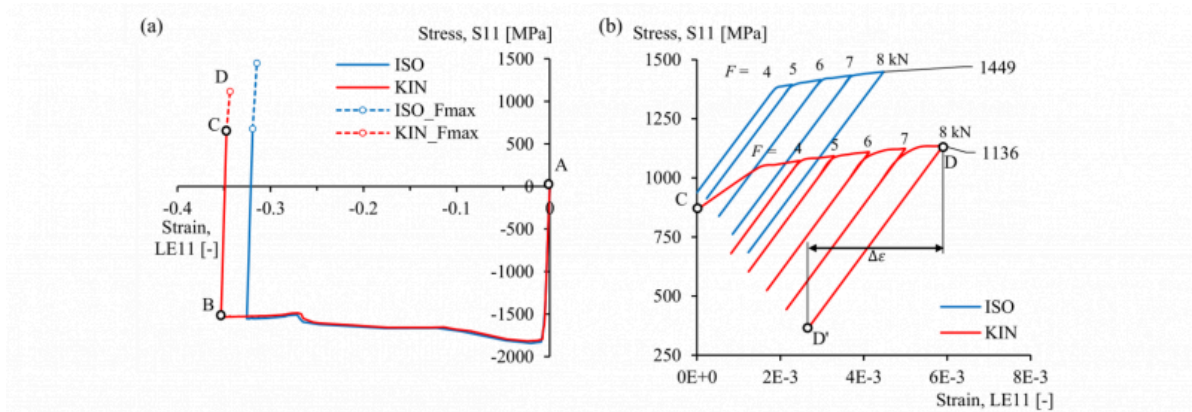 (a)
Stress, S11 [MPa]
1500
ISO
KIN
ISO_Fmax
KIN_Fmax
1000
500
0
D
C
A
-0.4
-0.3
-0.2
-0.1
0
Strain,
LE11 [-]
-500
-1000
B
-1500
-2000
(b) Stress, S11 [MPa]
1500
F = 4 5 6 7 8 kN
1449
1250
F = 4 5 6 7 8 kN
D
1136
1000
C
750
Δε
500
ISO
KIN
D'
250
0E+0 2E-3 4E-3 6E-3 8E-3
Strain, LE11 [-]